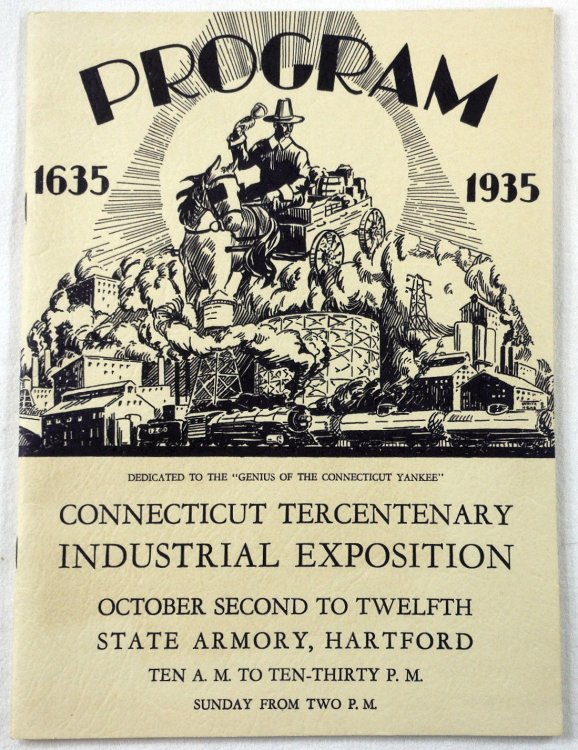 PROGRAM
1635 1935
DEDICATED TO THE "GENIUS OF THE CONNECTICUT YANKEE"
CONNECTICUT TERCENTENARY
INDUSTRIAL EXPOSITION
OCTOBER SECOND TO TWELFTH
STATE ARMORY, HARTFORD
TEN A. M. TO TEN-THIRTY P. M.
SUNDAY FROM TWO P. M.